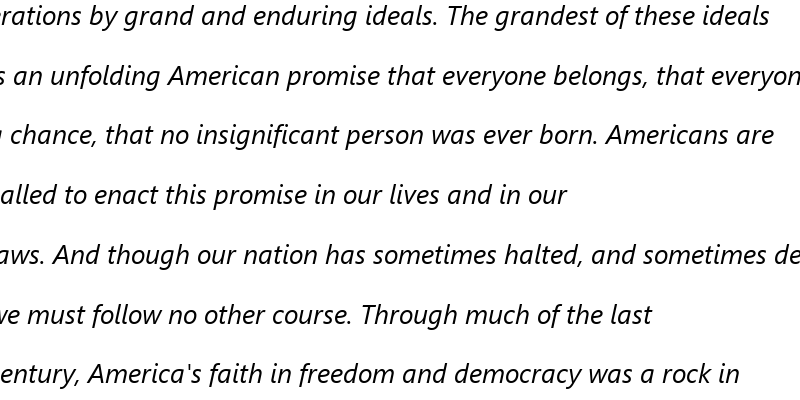 erations by grand and enduring ideals. The grandest of these ideals
s an unfolding American promise that everyone belongs, that everyon
chance, that no insignificant person was ever born. Americans are
alled to enact this promise in our lives and in our
aws. And though our nation has sometimes halted, and sometimes de
we must follow no other course. Through much of the last
entury, America's faith in freedom and democracy was a rock in